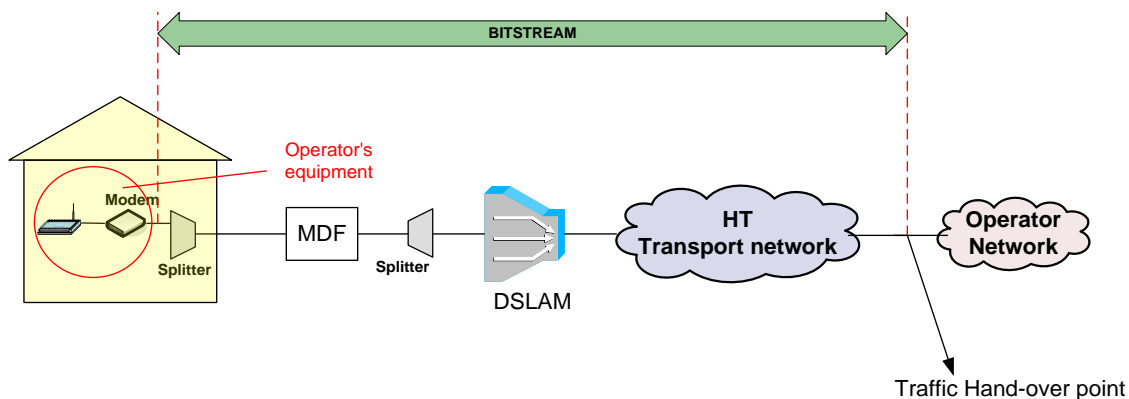 BITSTREAM
Operator's
equipment
Modem
Splitter
MDF
Splitter
DSLAM
HT
Transport network
Operator
Network
Traffic Hand-over point